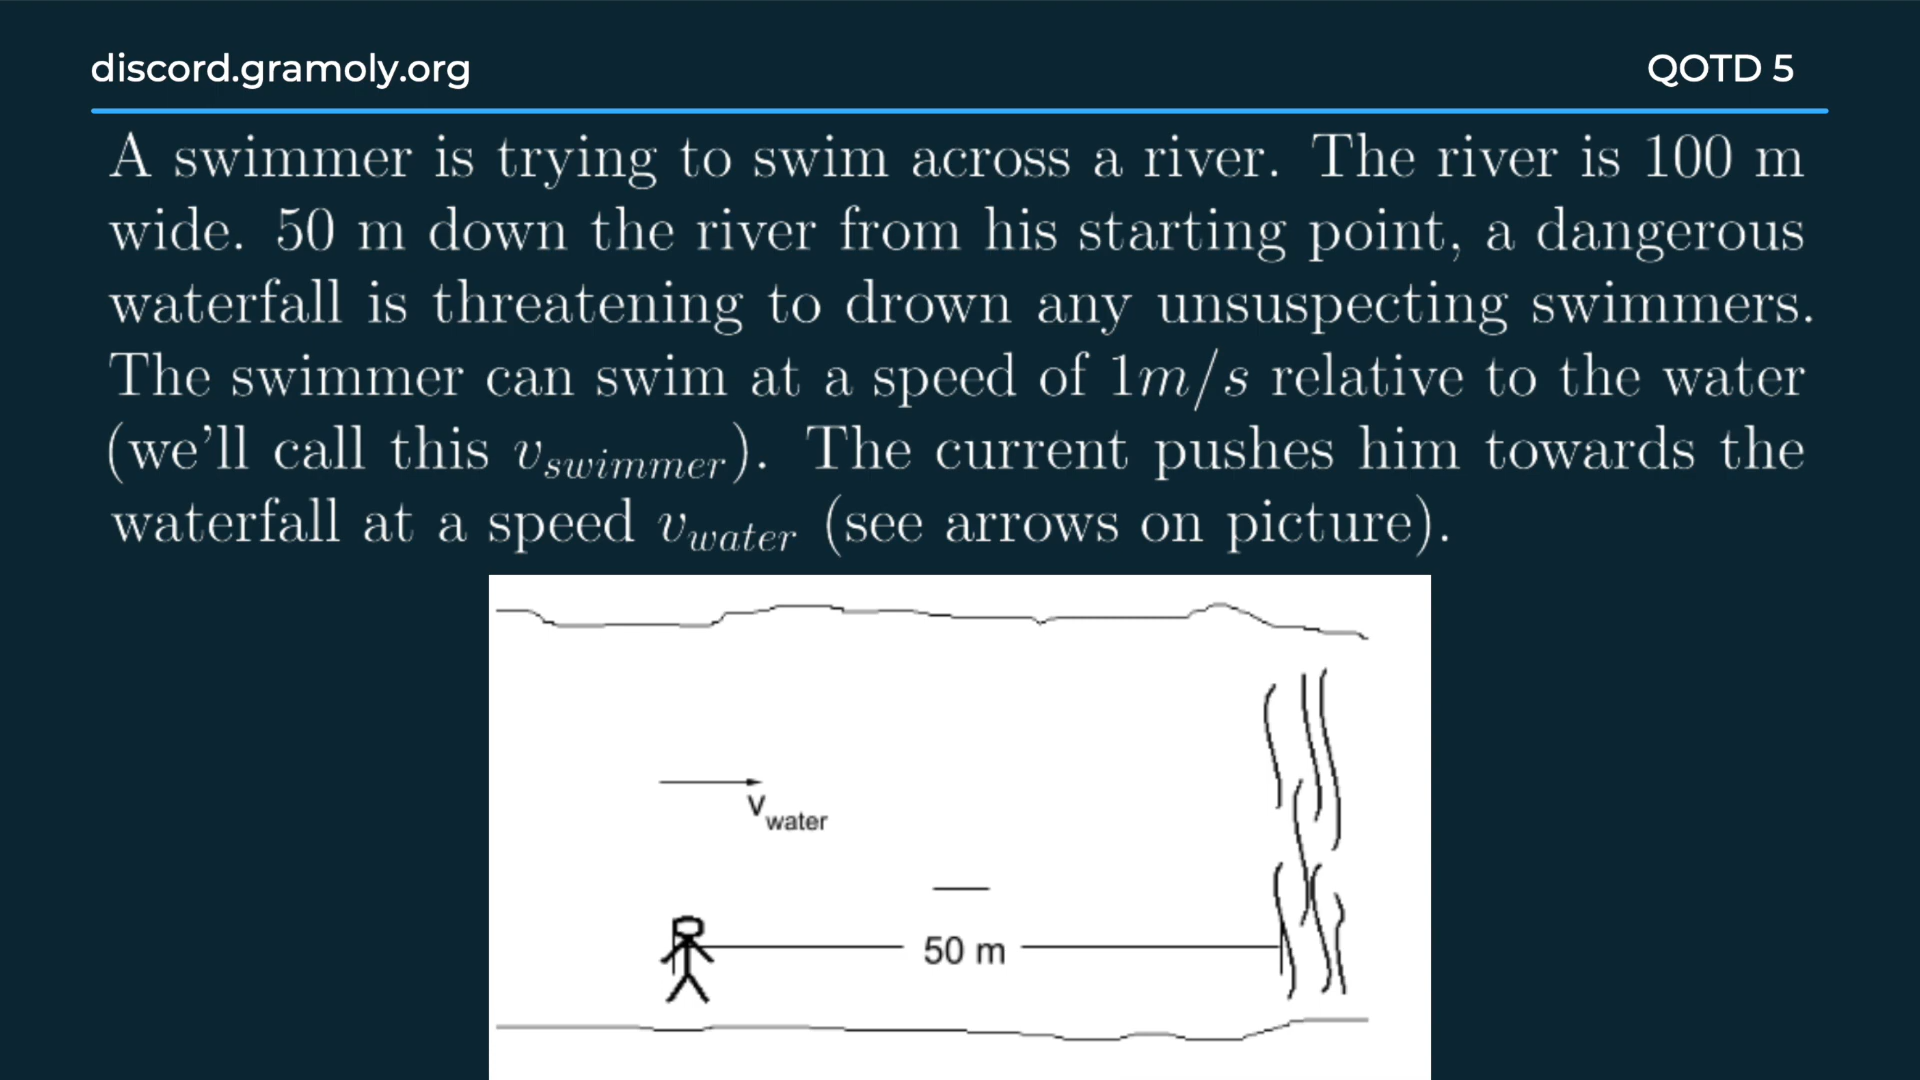 discord.gramoly.org
QOTD 5
A swimmer is trying to swim across a river. The river is 100 m
wide. 50 m down the river from his starting point, a dangerous
waterfall is threatening to drown any unsuspecting swimmers.
The swimmer can swim at a speed of 1m/s relative to the water
(we'll call this v_swimmer). The current pushes him towards the
waterfall at a speed v_water (see arrows on picture).
v_water
50 m